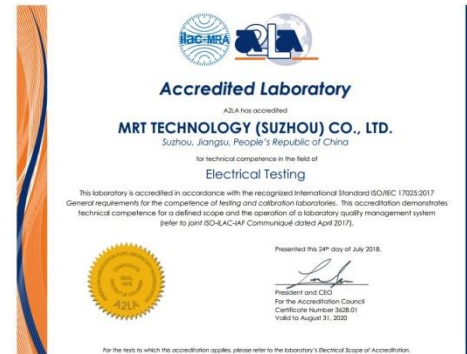 ilac-MRA
A2LA
Accredited Laboratory
A2LA has accredited
MRT TECHNOLOGY (SUZHOU) CO., LTD.
Suzhou, Jiangsu, People's Republic of China
for technical competence in the field of
Electrical Testing
This laboratory is accredited in accordance with the recognized International Standard ISO/IEC 17025:2017
General requirements for the competence of testing and calibration laboratories. This accreditation demonstrates
technical competence for a defined scope and the operation of a laboratory quality management system
(refer to joint ISO-ILAC-IAF Communiqué dated April 2017).
Presented this 24th day of July 2018.
President and CEO
For the Accreditation Council
Certificate Number 3628.01
Valid to August 31, 2020
CORPORATE
SEAL
1978
A2LA
For the tests to which this accreditation applies, please refer to the laboratory's Electrical Scope of Accreditation.